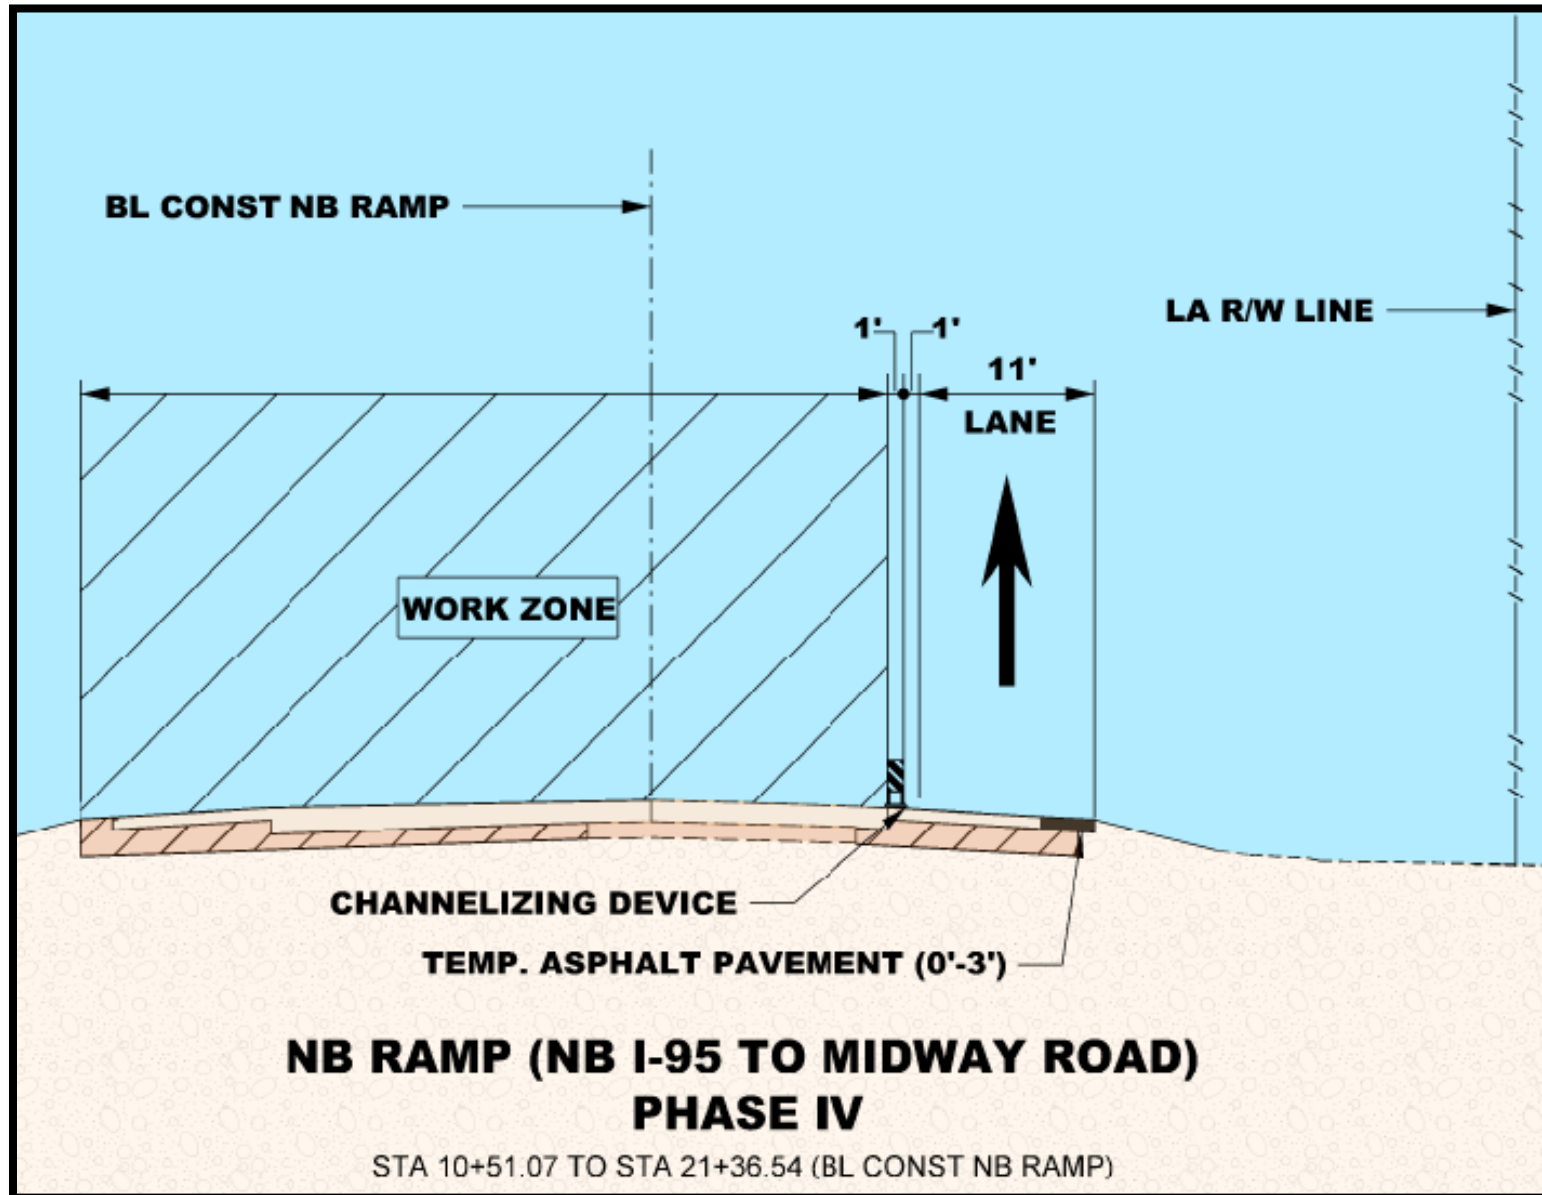 BL CONST NB RAMP
LA R/W LINE
1' 1'
11'
LANE
WORK ZONE
CHANNELIZING DEVICE
TEMP. ASPHALT PAVEMENT (0'-3')
NB RAMP (NB I-95 TO MIDWAY ROAD)
PHASE IV
STA 10+51.07 TO STA 21+36.54 (BL CONST NB RAMP)